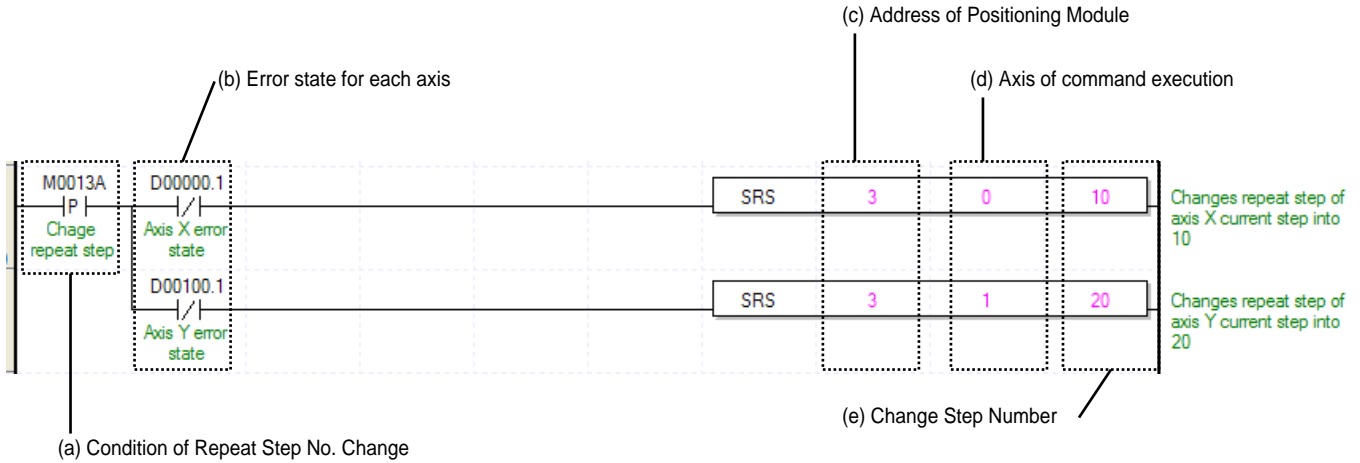 (c) Address of Positioning Module
(b) Error state for each axis
(d) Axis of command execution
M0013A
D00000.1
P
/
SRS 3 0 10
Chage
repeat step
Axis X error
state
Changes repeat step of
axis X current step into
10
D00100.1
/
SRS 3 1 20
Axis Y error
state
Changes repeat step of
axis Y current step into
20
(e) Change Step Number
(a) Condition of Repeat Step No. Change